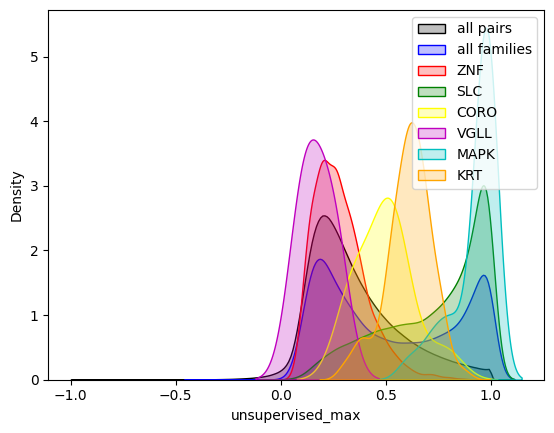 all pairs
all families
ZNF
SLC
CORO
VGLL
MAPK
KRT
Density
5
4
3
2
1
0
−1.0 −0.5 0.0 0.5 1.0
unsupervised_max